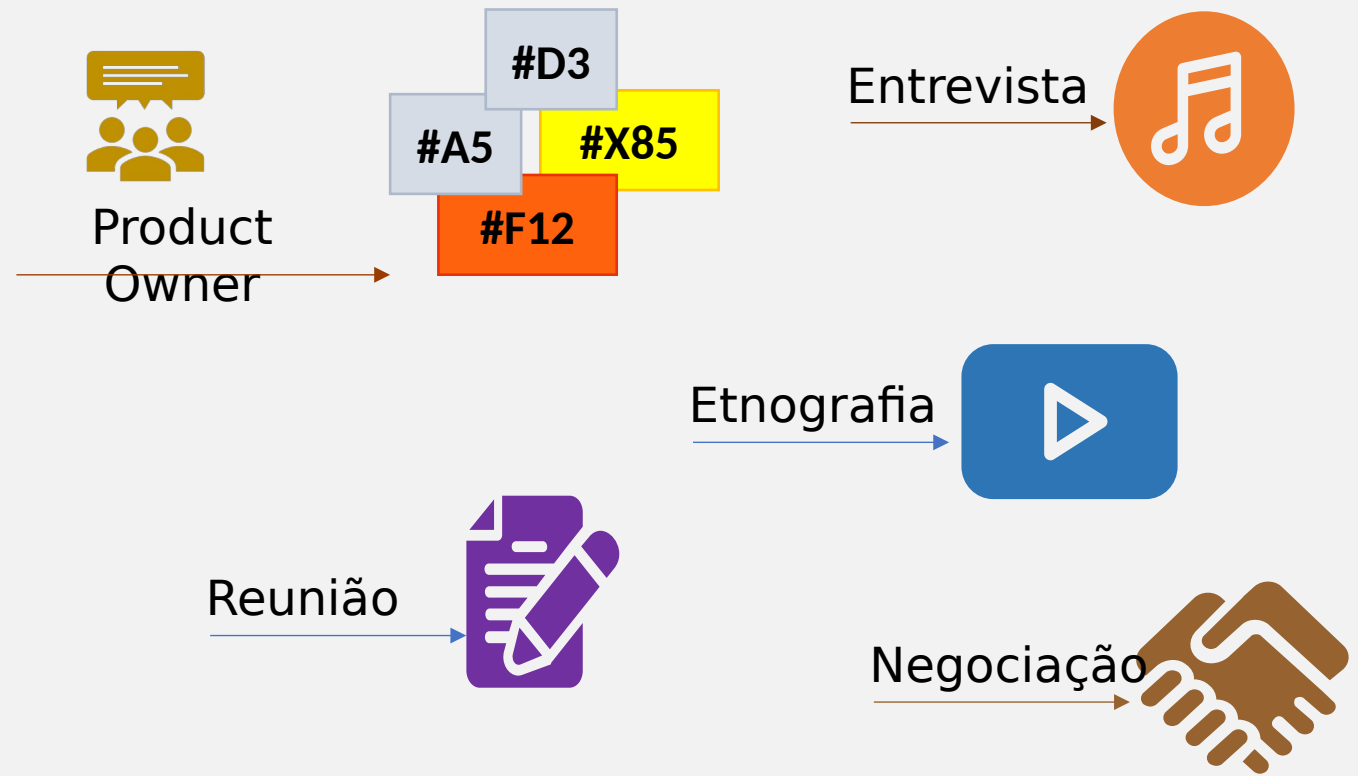 #D3
#A5
#X85
#F12
Product
Owner
Entrevista
Etnografia
Reunião
Negociação